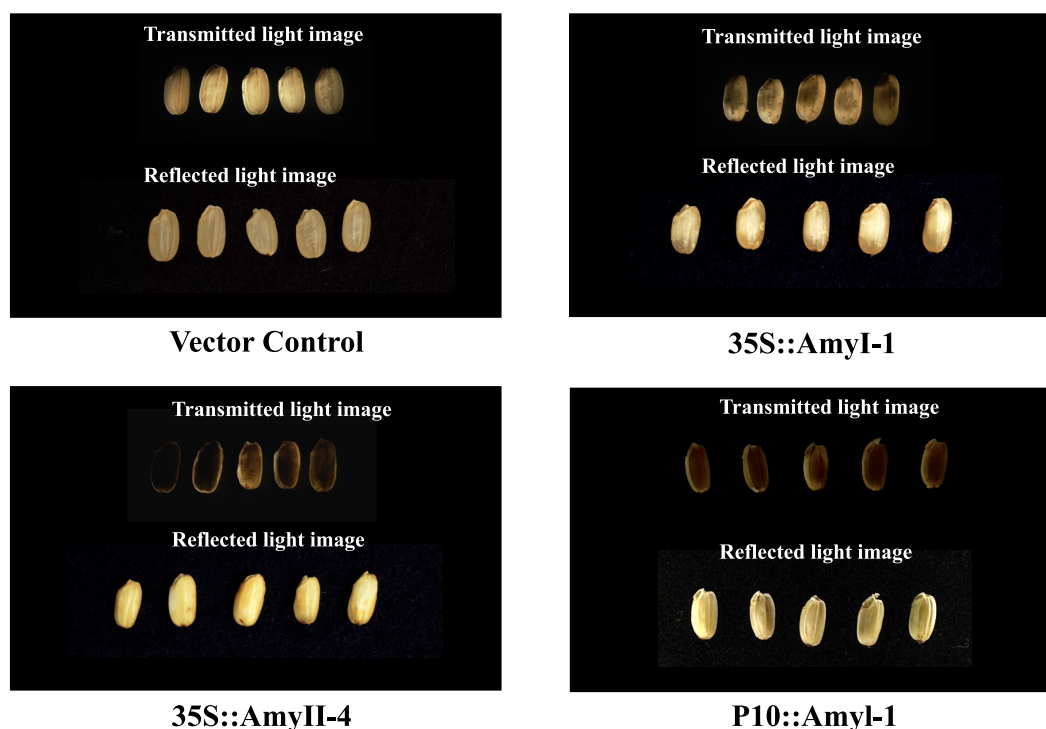 Transmitted light image
Reflected light image
Vector Control
Transmitted light image
Reflected light image
35S::AmyI-1
Transmitted light image
Reflected light image
35S::AmyII-4
Transmitted light image
Reflected light image
P10::Amyl-1